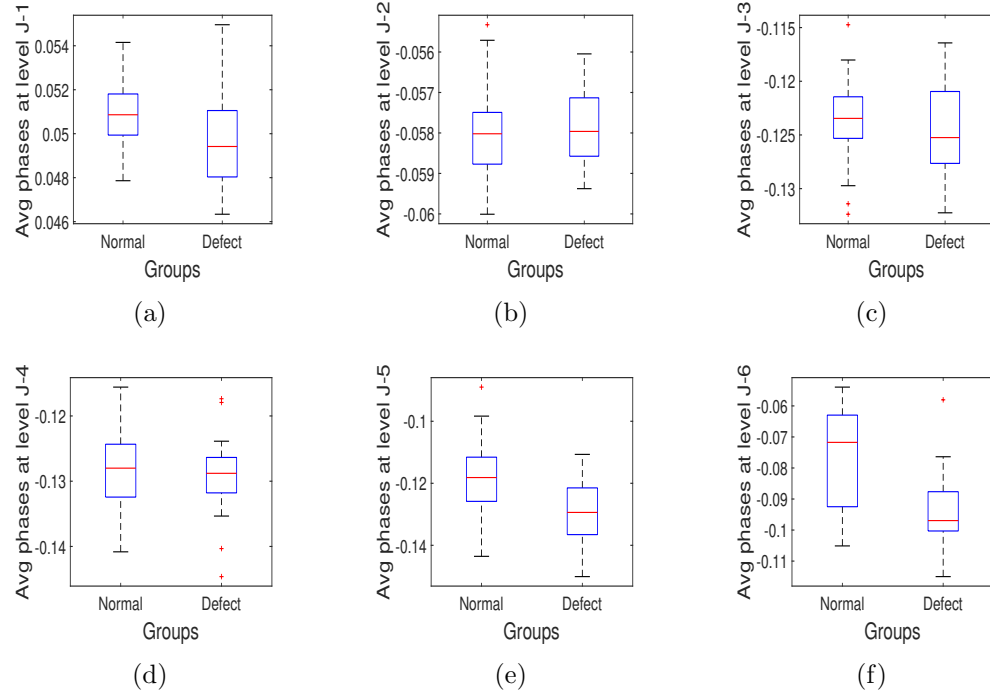 Avg phases at level J-1
0.054
0.052
0.05
0.048
0.046
Normal
Defect
Groups
(a)
Avg phases at level J-2
-0.056
-0.057
-0.058
-0.059
-0.06
Normal
Defect
Groups
(b)
Avg phases at level J-3
-0.115
-0.12
-0.125
-0.13
Normal
Defect
Groups
(c)
Avg phases at level J-4
-0.12
-0.13
-0.14
Normal
Defect
Groups
(d)
Avg phases at level J-5
-0.1
-0.12
-0.14
Normal
Defect
Groups
(e)
Avg phases at level J-6
-0.06
-0.07
-0.08
-0.09
-0.1
-0.11
Normal
Defect
Groups
(f)